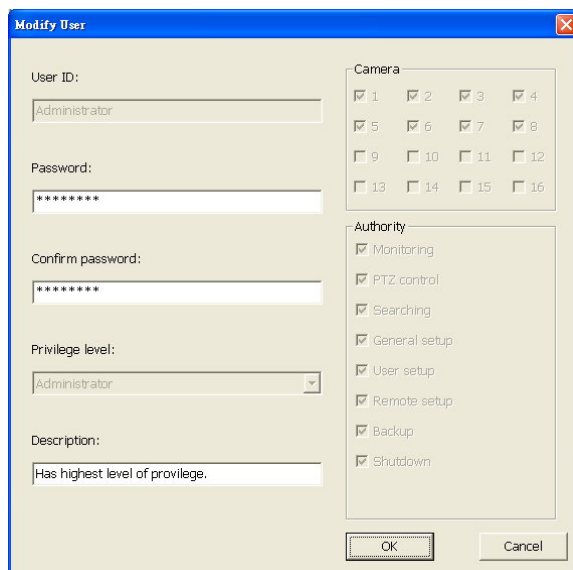 Modify User
User ID:
Administrator
Password:
********
Confirm password:
********
Privilege level:
Administrator
Description:
Has highest level of provilege.
Camera
1 2 3 4
5 6 7 8
9 10 11 12
13 14 15 16
Authority
Monitoring
PTZ control
Searching
General setup
User setup
Remote setup
Backup
Shutdown
OK Cancel